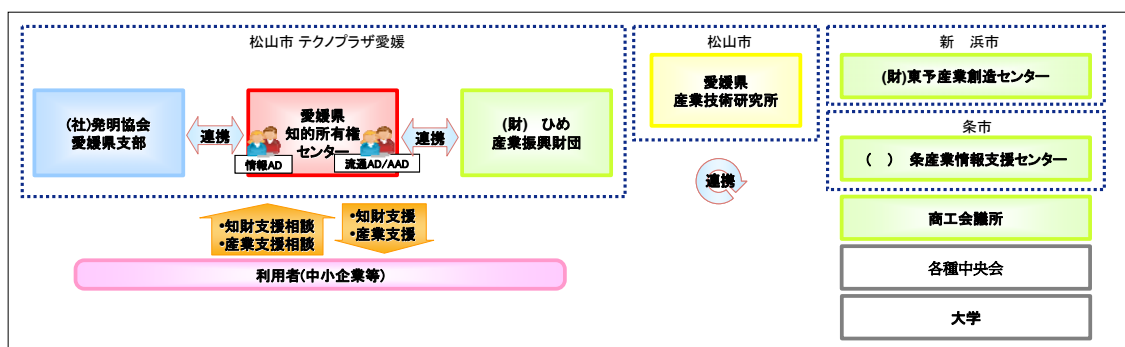 松山市 テクノプラザ愛媛
(社)発明協会
愛媛県支部
連携
愛媛県
知的所有権
センター
情報AD
流通AD/AAD
連携
(財) ひめ
産業振興財団
•知財支援相談
•産業支援相談
•知財支援
•産業支援
利用者(中小企業等)
松山市
愛媛県
産業技術研究所
連携
新 浜市
(財)東予産業創造センター
条市
( ) 条産業情報支援センター
商工会議所
各種中央会
大学